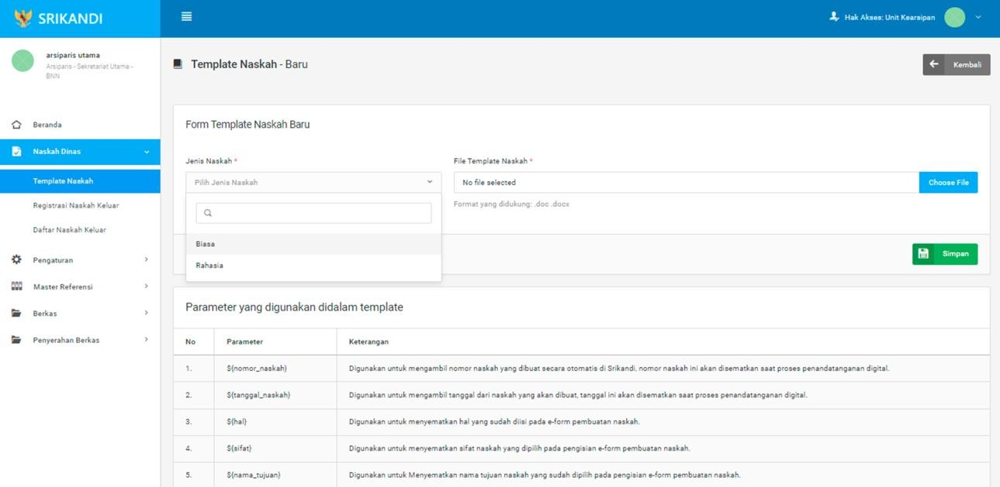 SRIKANDI
Hak Akses: Unit Kearsipan
arsiparis utama
Arsiparis - Sekretariat Utama -
BNN
Beranda
Naskah Dinas
Template Naskah
Registrasi Naskah Keluar
Daftar Naskah Keluar
Pengaturan
Master Referensi
Berkas
Penyerahan Berkas
Template Naskah - Baru
Kembali
Form Template Naskah Baru
Jenis Naskah *
Pilih Jenis Naskah
Biasa
Rahasia
File Template Naskah *
No file selected
Choose File
Format yang didukung: .doc .docx
Simpan
Parameter yang digunakan didalam template
No Parameter Keterangan
1. ${nomor_naskah} Digunakan untuk mengambil nomor naskah yang dibuat secara otomatis di Srikandi, nomor naskah ini akan disematkan saat proses penandatanganan digital.
2. ${tanggal_naskah} Digunakan untuk mengambil tanggal dari naskah yang akan dibuat, tanggal ini akan disematkan saat proses penandatanganan digital.
3. ${hal} Digunakan untuk menyematkan hal yang sudah diisi pada e-form pembuatan naskah.
4. ${sifat} Digunakan untuk menyematkan sifat naskah yang dipilih pada pengisian e-form pembuatan naskah.
5. ${nama_tujuan} Digunakan untuk Menyematkan nama tujuan naskah yang sudah dipilih pada pengisian e-form pembuatan naskah.